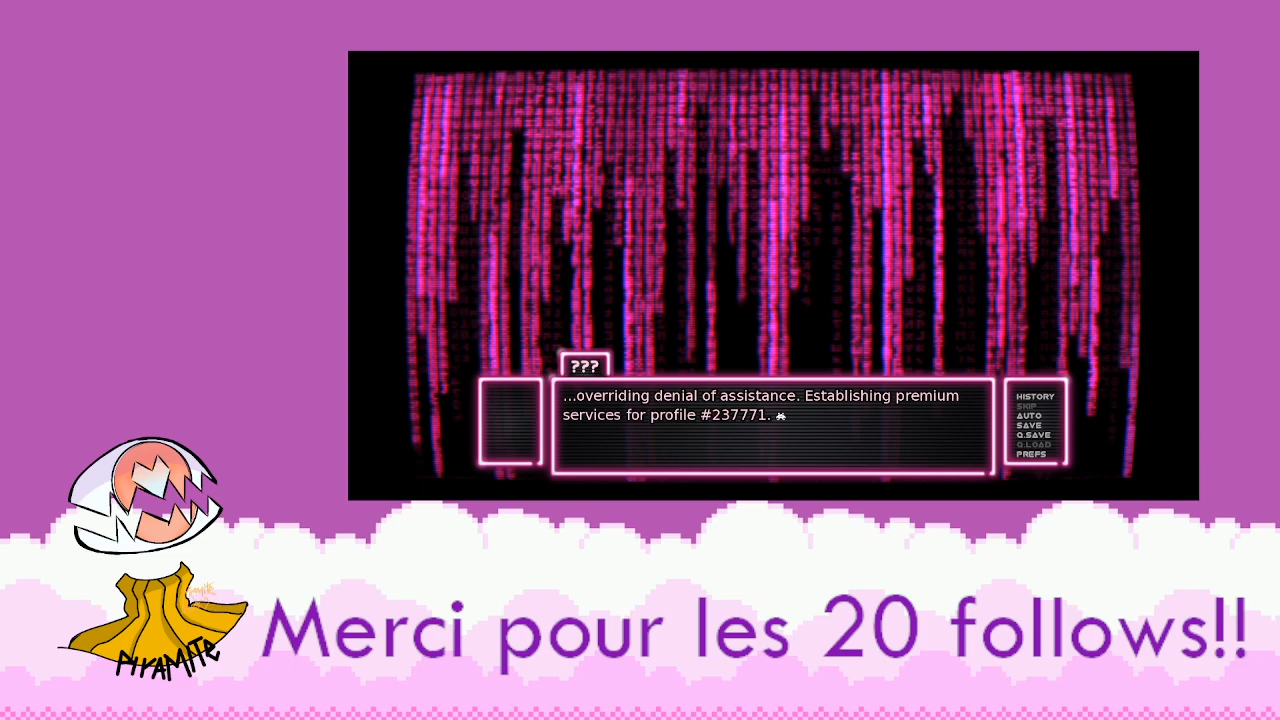 ???
...overriding denial of assistance. Establishing premium
services for profile #237771.
HISTORY
SKIP
AUTO
SAVE
Q.SAVE
Q.LOAD
PREFS
PYRAMITE
Merci pour les 20 follows!!